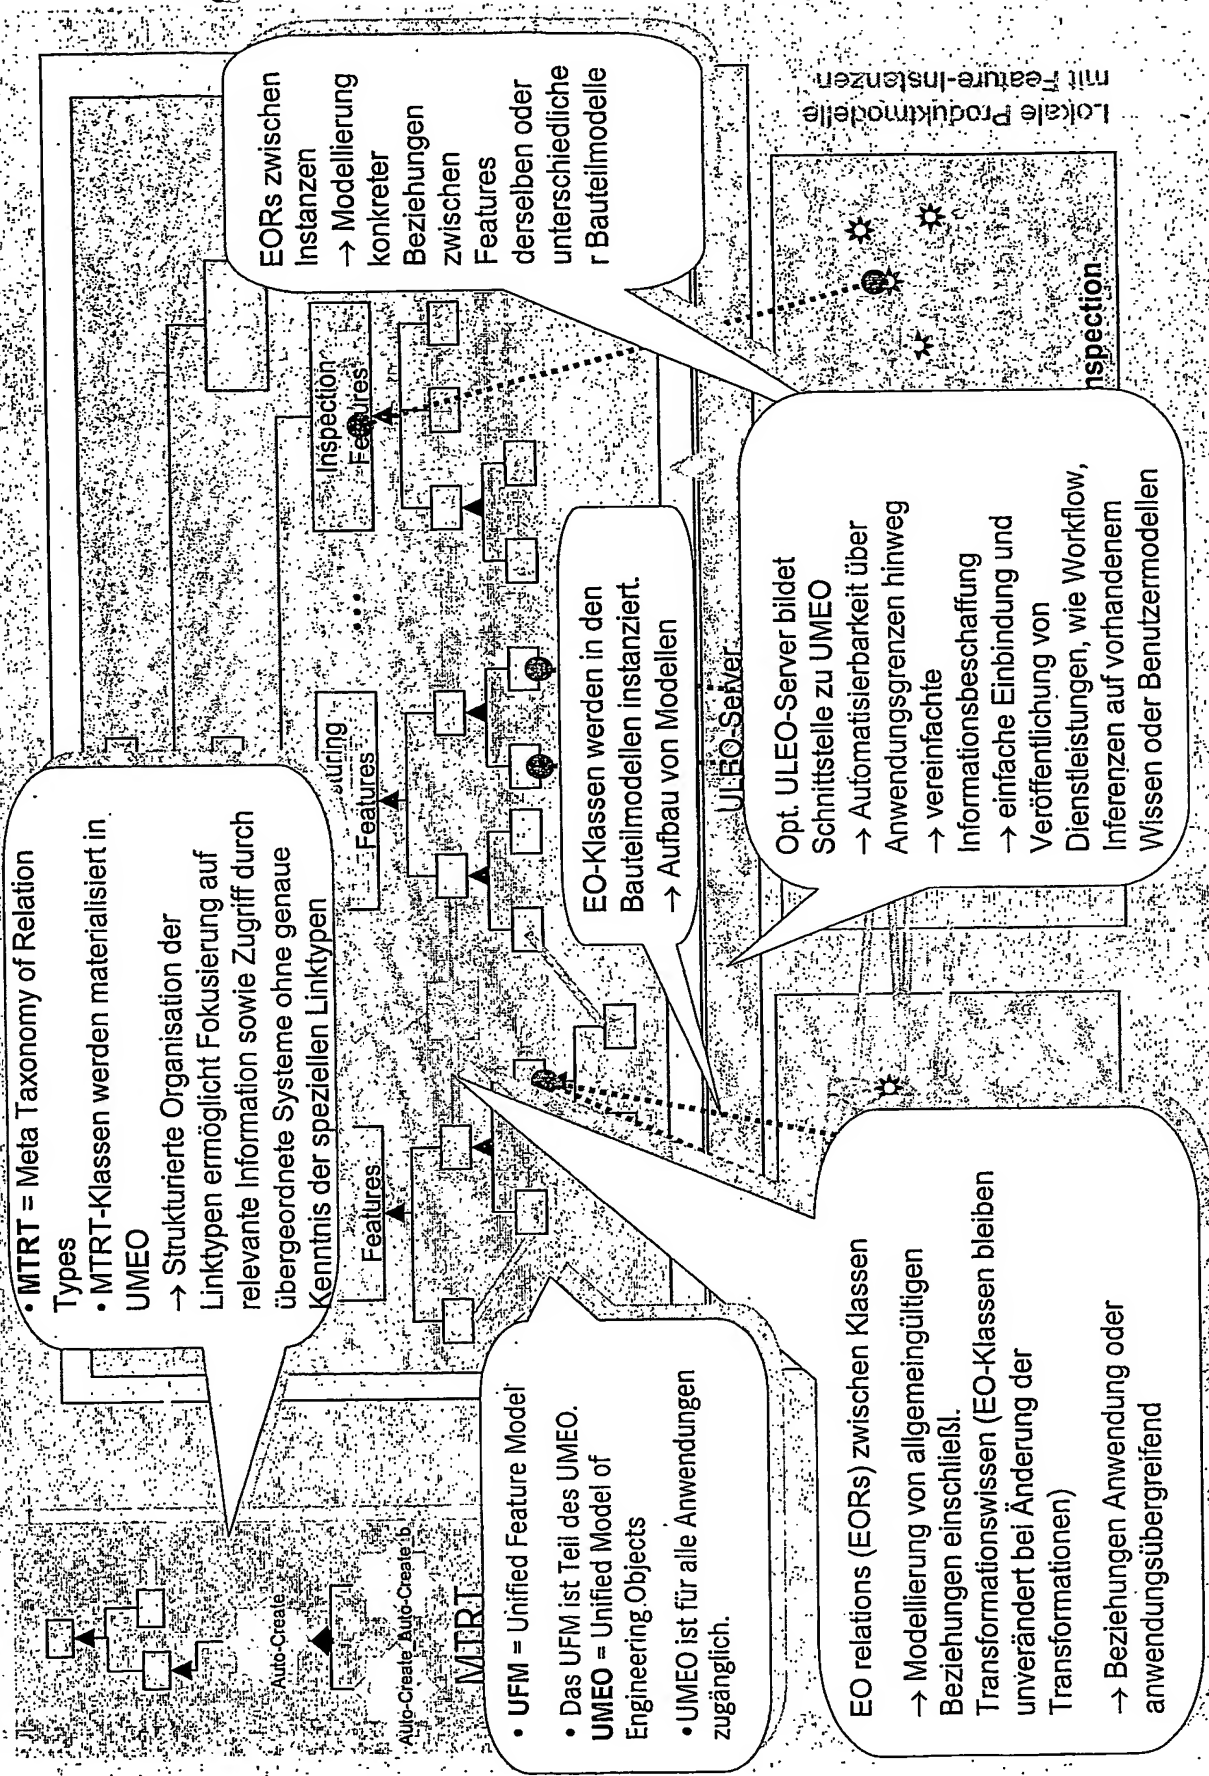 • MTRT = Meta Taxonomy of Relation
Types
• MTRT-Klassen werden materialisiert in
UMEO
→ Strukturierte Organisation der
Linktypen ermöglicht Fokusierung auf
relevante Information sowie Zugriff durch
übergeordnete Systeme ohne genaue
Kenntnis der speziellen Linktypen
EORs zwischen
Instanzen
→ Modellierung
konkreter
Beziehungen
zwischen
Features
derselben oder
unterschiedliche
r Bauteilmodelle
Auto-Create
Auto-Create Auto-Create 1b
MTRT
Features
Features
....
Inspection
Features
• UFM = Unified Feature Model
• Das UFM ist Teil des UMEO.
UMEO = Unified Model of
Engineering Objects
• UMEO ist für alle Anwendungen
zugänglich.
EO-Klassen werden in den
Bauteilmodellen instanziert.
→ Aufbau von Modellen
ULEO-Server
Opt. ULEO-Server bildet
Schnittstelle zu UMEO
→ Automatisierbarkeit über
Anwendungsgrenzen hinweg
→ vereinfachte
Informationsbeschaffung
→ einfache Einbindung und
Veröffentlichung von
Dienstleistungen, wie Workflow,
Inferenzen auf vorhandenem
Wissen oder Benutzermodellen
EO relations (EORs) zwischen Klassen
→ Modellierung von allgemeingültigen
Beziehungen einschließl.
Transformationswissen (EO-Klassen bleiben
unverändert bei Änderung der
Transformationen)
→ Beziehungen Anwendung oder
anwendungsübergreifend
nspection
Lokale Produktmodelle
mit Feature-Instanzen